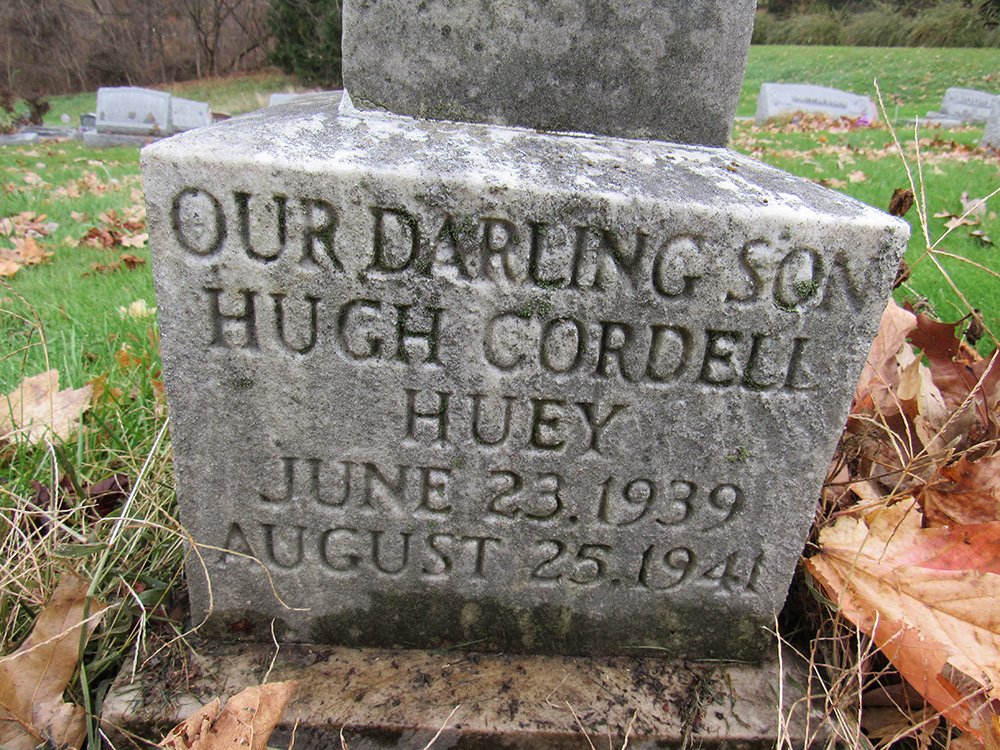 OUR DARLING SON
HUGH CORDELL
HUEY
JUNE 23. 1939
AUGUST 25. 1941